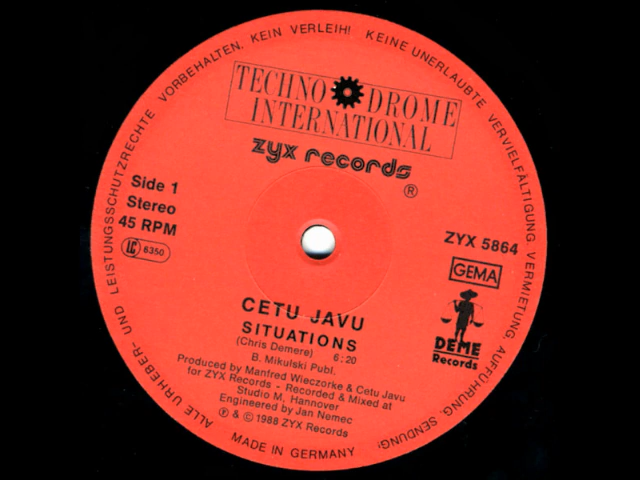 ALLE URHEBER- UND LEISTUNGSSCHUTZRECHTE VORBEHALTEN. KEIN VERLEIH! KEINE UNERLAUBTE VERVIELFÄLTIGUNG, VERMIETUNG, AUFFÜHRUNG, SENDUNG!
TECHNO DROME
INTERNATIONAL
zyx records
®
Side 1
Stereo
45 RPM
LC 6350
ZYX 5864
GEMA
DEME
Records
CETU JAVU
SITUATIONS
(Chris Demere) 6:20
B. Mikulski Publ.
Produced by Manfred Wieczorke & Cetu Javu
for ZYX Records - Recorded & Mixed at
Studio M, Hannover
Engineered by Jan Nemec
℗ & © 1988 ZYX Records
MADE IN GERMANY